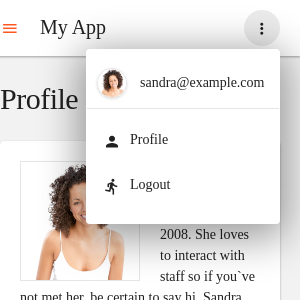 My App
sandra@example.com
Profile
Profile
Logout
2008. She loves
to interact with
staff so if you`ve
not met her, be certain to say hi. Sandra